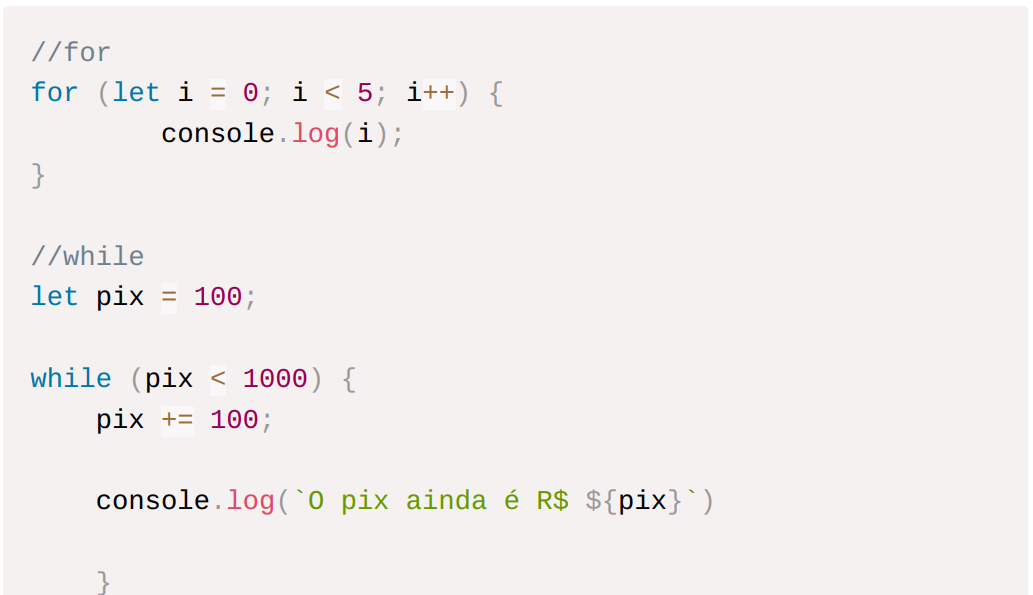 //for
for (let i = 0; i < 5; i++) {
        console.log(i);
}
//while
let pix = 100;
while (pix < 1000) {
    pix += 100;
    console.log(`O pix ainda é R$ ${pix}`)
    }